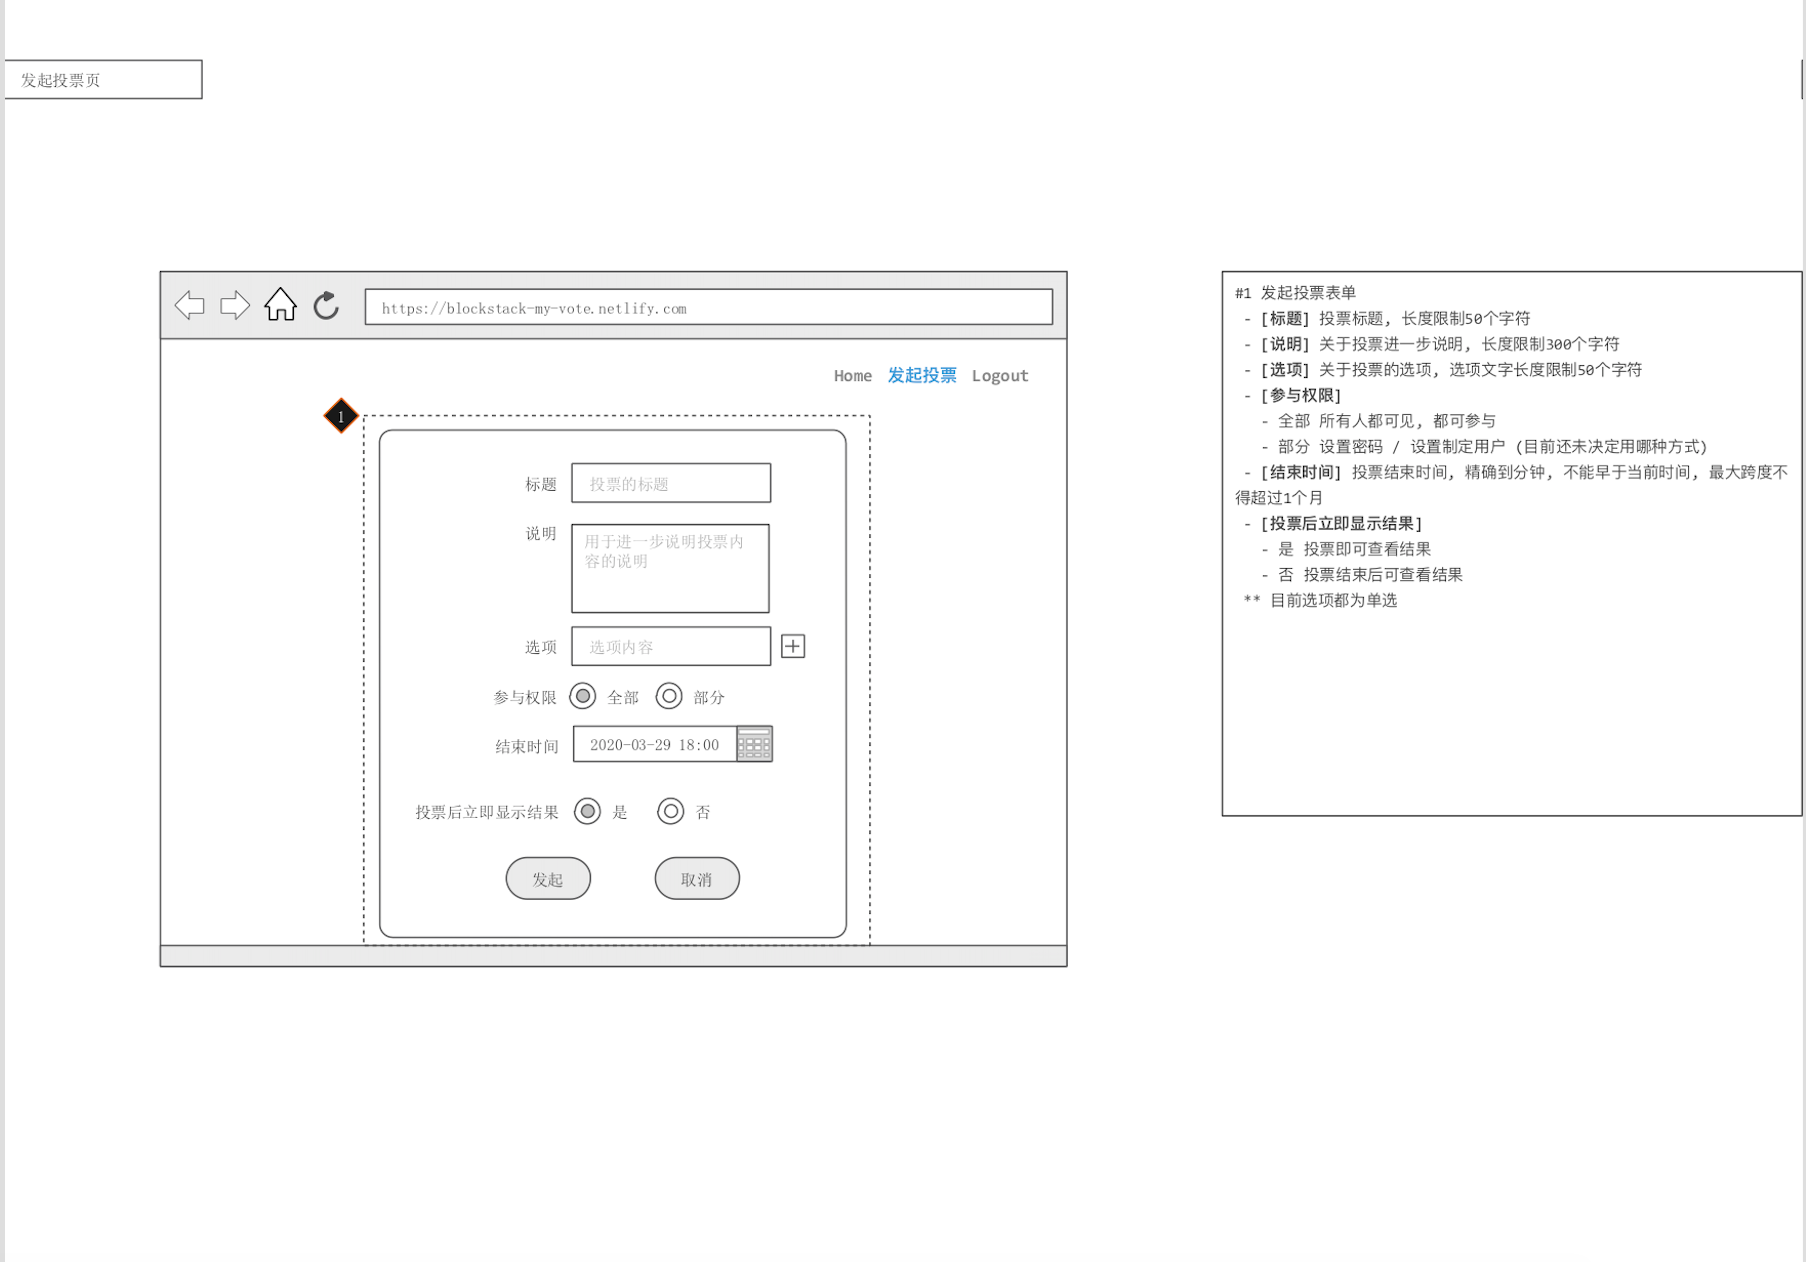 发起投票页
https://blockstack-my-vote.netlify.com
Home 发起投票 Logout
1
标题 投票的标题
说明 用于进一步说明投票内
容的说明
选项 选项内容
参与权限 全部 部分
结束时间 2020-03-29 18:00
投票后立即显示结果 是 否
发起 取消
#1 发起投票表单
- [标题] 投票标题, 长度限制50个字符
- [说明] 关于投票进一步说明, 长度限制300个字符
- [选项] 关于投票的选项, 选项文字长度限制50个字符
- [参与权限]
- 全部 所有人都可见, 都可参与
- 部分 设置密码 / 设置制定用户 (目前还未决定用哪种方式)
- [结束时间] 投票结束时间, 精确到分钟, 不能早于当前时间, 最大跨度不
得超过1个月
- [投票后立即显示结果]
- 是 投票即可查看结果
- 否 投票结束后可查看结果
** 目前选项都为单选